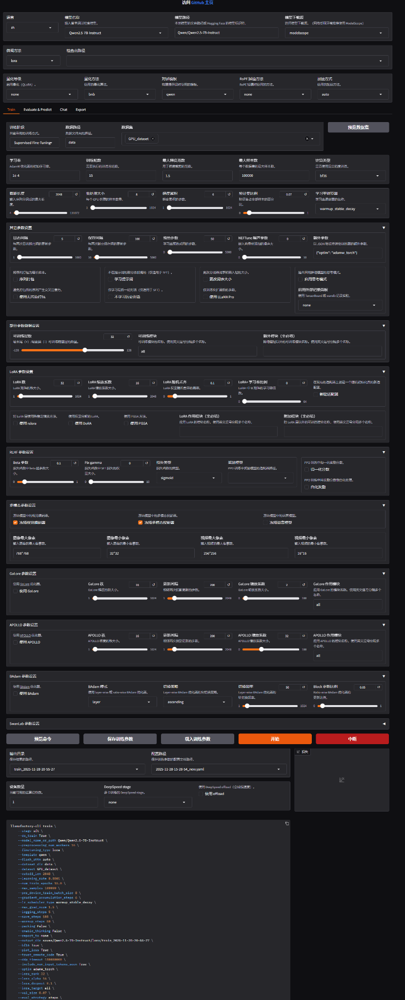 访问 GitHub 主页
语言
zh
模型名称
输入首单词以检索模型。
Qwen2.5-7B-Instruct
模型路径
本地模型的文件路径或 Hugging Face 的模型标识符。
Qwen/Qwen2.5-7B-Instruct
模型下载源
选择模型下载源。（网络受限环境推荐使用 ModelScope）
modelscope
微调方法
lora
检查点路径
量化等级
启用量化（QLoRA）。
none
量化方法
使用的量化算法。
bnb
对话模板
构建提示词时使用的模板。
qwen
RoPE 插值方法
RoPE 插值时使用的方法。
none
加速方式
使用的加速方法。
auto
Train
Evaluate & Predict
Chat
Export
训练阶段
目前采用的训练方式。
Supervised Fine-Tuning
数据路径
数据文件夹的路径。
data
数据集
GPU_dataset
预览数据集
学习率
AdamW 优化器的初始学习率。
1e-4
训练轮数
需要执行的训练总轮数。
15
最大梯度范数
用于梯度裁剪的范数。
1.5
最大样本数
每个数据集的最大样本数。
100000
计算类型
是否使用混合精度训练。
bf16
截断长度
2048
输入序列分词后的最大长度。
4 131072
批处理大小
8
每个 GPU 处理的样本数量。
1 1024
梯度累积
6
梯度累积的步数。
1 1024
验证集比例
0.07
验证集占全部样本的百分比。
0 1
学习率调节器
学习率调度器的名称。
warmup_stable_decay
其它参数设置
日志间隔
5
每两次日志输出间的更新步数。
1 1000
保存间隔
100
每两次断点保存间的更新步数。
10 5000
预热步数
50
学习率预热采用的步数。
0 5000
NEFTune 噪声参数
0
嵌入向量所添加的噪声大小。
0 10
额外参数
以 JSON 格式传递给训练器的额外参数。
{"optim": "adamw_torch"}
将序列打包为等长样本。
序列打包
避免打包后的序列产生交叉注意力。
使用无污染打包
不在提示词的部分添加掩码（仅适用于 SFT）。
学习提示词
仅学习最后一轮对话（仅适用于 SFT）。
不学习历史对话
更改分词器词表和嵌入层的大小。
更改词表大小
仅训练块扩展后的参数。
使用 LLaMA Pro
是否启用推理模型的思考模式。
启用思考模式
启用外部记录面板
使用 TensorBoard 或 wandb 记录实验。
none
部分参数微调设置
可训练层数
32
最末尾（+）/最前端（-）可训练隐藏层的数量。
-128 128
可训练模块
可训练模块的名称。使用英文逗号分隔多个名称。
all
额外模块（非必填）
除隐藏层以外的可训练模块名称。使用英文逗号分隔多个名称。
LoRA 参数设置
LoRA 秩
32
LoRA 矩阵的秩大小。
1 1024
LoRA 缩放系数
16
LoRA 缩放系数大小。
1 2048
LoRA 随机丢弃
0.1
LoRA 权重随机丢弃的概率。
0 1
LoRA+ 学习率比例
0
LoRA+ 中 B 矩阵的学习率倍数。
0 64
在现有的适配器上创建一个随机初始化后的新适配器。
新建适配器
对 LoRA 层使用秩稳定缩放方法。
使用 rslora
使用权重分解的 LoRA。
使用 DoRA
使用 PiSSA 方法。
使用 PiSSA
LoRA 作用模块（非必填）
应用 LoRA 的模块名称。使用英文逗号分隔多个名称。
附加模块（非必填）
除 LoRA 层以外的可训练模块名称。使用英文逗号分隔多个名称。
RLHF 参数设置
Beta 参数
0.1
损失函数中 beta 超参数大小。
0 1
Ftx gamma
0
损失函数中 SFT 损失的权重大小。
0 10
损失类型
损失函数的类型。
sigmoid
奖励模型
PPO 训练中奖励模型的适配器路径。
PPO 训练中归一化奖励分数。
归一化分数
PPO 训练中将奖励分数做白化处理。
白化奖励
多模态参数设置
冻结模型中的视觉编码器。
冻结视觉编码器
冻结模型中的多模态投影器。
冻结多模态投影器
冻结模型中的语言模型。
冻结语言模型
图像最大像素
输入图像的最大像素数。
768*768
图像最小像素
输入图像的最小像素数。
32*32
视频最大像素
输入视频的最大像素数。
256*256
视频最小像素
输入视频的最小像素数。
16*16
GaLore 参数设置
使用 GaLore 优化器。
使用 GaLore
GaLore 秩
16
GaLore 梯度的秩大小。
1 1024
更新间隔
200
相邻两次投影更新的步数。
1 2048
GaLore 缩放系数
2
GaLore 缩放系数大小。
0 100
GaLore 作用模块
应用 GaLore 的模块名称。使用英文逗号分隔多个名称。
all
APOLLO 参数设置
使用 APOLLO 优化器。
使用 APOLLO
APOLLO 秩
16
APOLLO 梯度的秩大小。
1 1024
更新间隔
200
相邻两次投影更新的步数。
1 2048
APOLLO 缩放系数
32
APOLLO 缩放系数大小。
0 100
APOLLO 作用模块
应用 APOLLO 的模块名称。使用英文逗号分隔多个名称。
all
BAdam 参数设置
使用 BAdam 优化器。
使用 BAdam
BAdam 模式
使用 layer-wise 或 ratio-wise BAdam 优化器。
layer
切换策略
Layer-wise BAdam 优化器的块切换策略。
ascending
切换频率
50
Layer-wise BAdam 优化器的块切换频率。
1 1024
Block 更新比例
0.05
Ratio-wise BAdam 优化器的更新比例。
0 1
SwanLab 参数设置
预览命令
保存训练参数
载入训练参数
开始
中断
输出目录
保存结果的路径。
train_2025-11-28-20-55-27
配置路径
保存训练参数的配置文件路径。
2025-11-28-15-28-54_new.yaml
损失
设备数量
当前可用的运算设备数。
1
DeepSpeed stage
多卡训练的 DeepSpeed stage。
none
使用 DeepSpeed offload（会减慢速度）。
使用 offload
llamafactory-cli train \
--stage sft \
--do_train True \
--model_name_or_path Qwen/Qwen2.5-7B-Instruct \
--preprocessing_num_workers 16 \
--finetuning_type lora \
--template qwen \
--flash_attn auto \
--dataset_dir data \
--dataset GPU_dataset \
--cutoff_len 2048 \
--learning_rate 0.0001 \
--num_train_epochs 15.0 \
--max_samples 100000 \
--per_device_train_batch_size 8 \
--gradient_accumulation_steps 6 \
--lr_scheduler_type warmup_stable_decay \
--max_grad_norm 1.5 \
--logging_steps 5 \
--save_steps 100 \
--warmup_steps 50 \
--packing False \
--enable_thinking False \
--report_to none \
--output_dir saves/Qwen2.5-7B-Instruct/lora/train_2025-11-28-20-55-27 \
--bf16 True \
--plot_loss True \
--trust_remote_code True \
--ddp_timeout 180000000 \
--include_num_input_tokens_seen True \
--optim adamw_torch \
--lora_rank 32 \
--lora_alpha 16 \
--lora_dropout 0.1 \
--lora_target all \
--val_size 0.07 \
--eval_strategy steps \